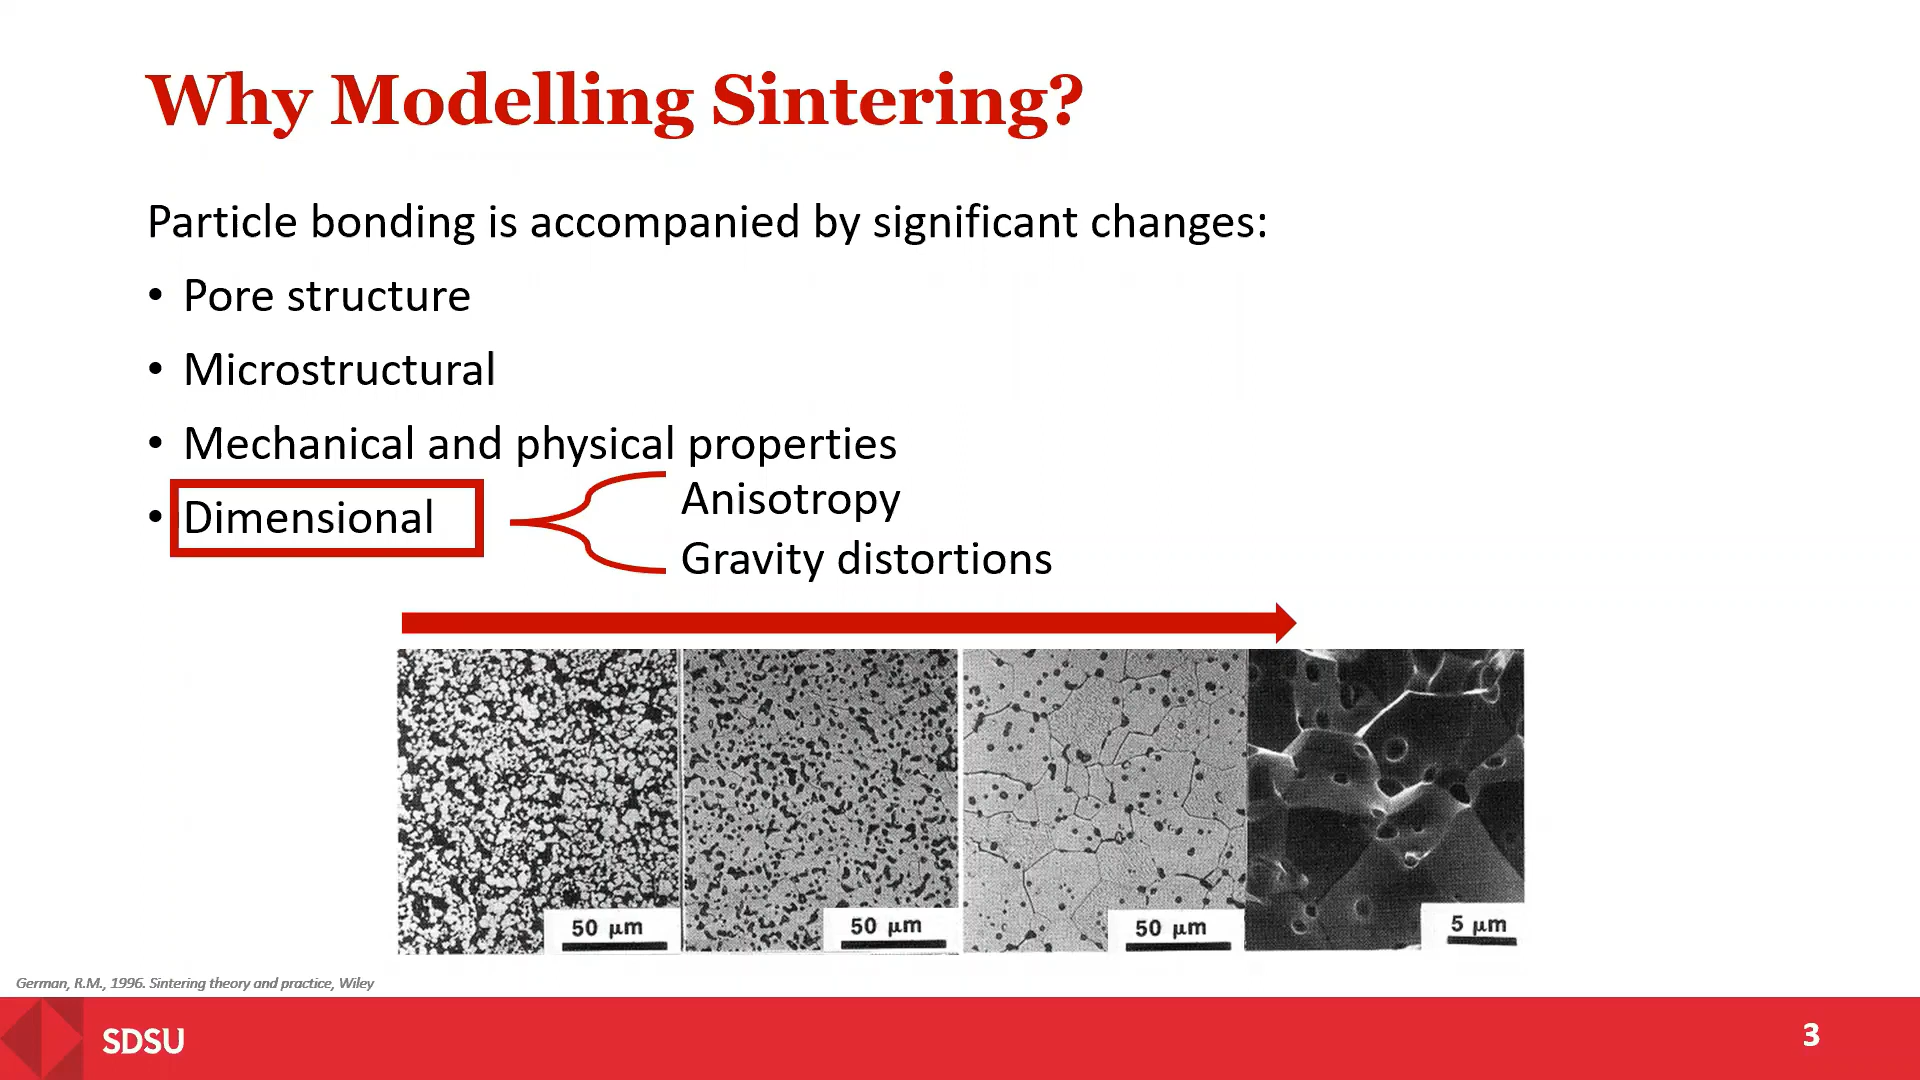 Why Modelling Sintering?
Particle bonding is accompanied by significant changes:
• Pore structure
• Microstructural
• Mechanical and physical properties
• Dimensional
Anisotropy
Gravity distortions
50 μm
50 μm
50 μm
5 μm
German, R.M., 1996. Sintering theory and practice, Wiley
SDSU
3